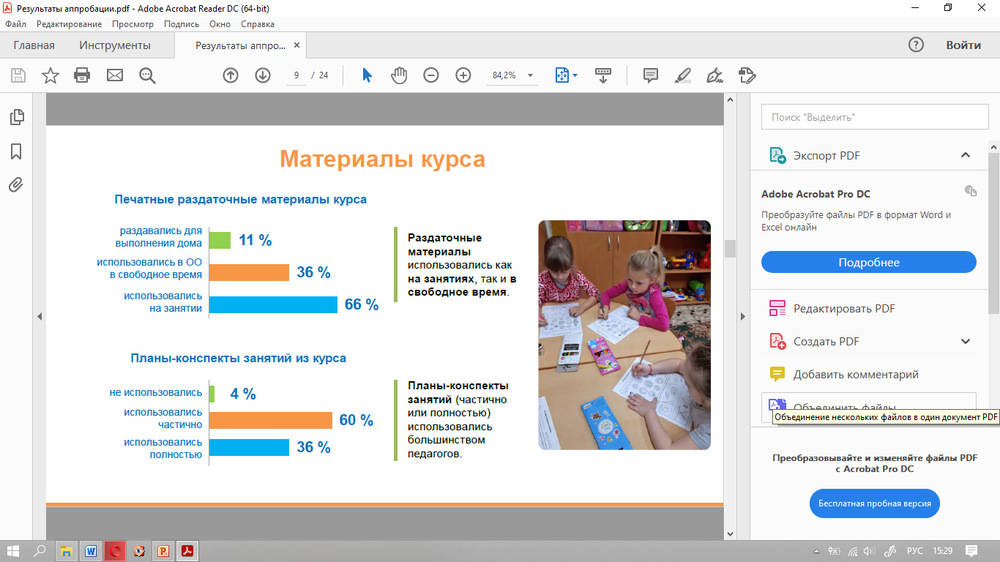 Результаты аппробации.pdf - Adobe Acrobat Reader DC (64-bit)
Файл Редактирование Просмотр Подпись Окно Справка
Главная Инструменты Результаты аппро... × Войти
9 / 24 84,2%
Материалы курса
Печатные раздаточные материалы курса
раздавались для
выполнения дома
11 %
использовались в ОО
в свободное время
36 %
использовались
на занятии
66 %
Раздаточные
материалы
использовались как
на занятиях, так и в
свободное время.
Планы-конспекты занятий из курса
не использовались
4 %
использовались
частично
60 %
использовались
полностью
36 %
Планы-конспекты
занятий (частично
или полностью)
использовались
большинством
педагогов.
Поиск "Выделить"
Экспорт PDF
Adobe Acrobat Pro DC
Преобразуйте файлы PDF в формат Word и
Excel онлайн
Подробнее
Редактировать PDF
Создать PDF
Добавить комментарий
Объединить файлы
Объединение нескольких файлов в один документ PDF
Преобразовывайте и изменяйте файлы PDF
с Acrobat Pro DC
Бесплатная пробная версия
РУС 15:29